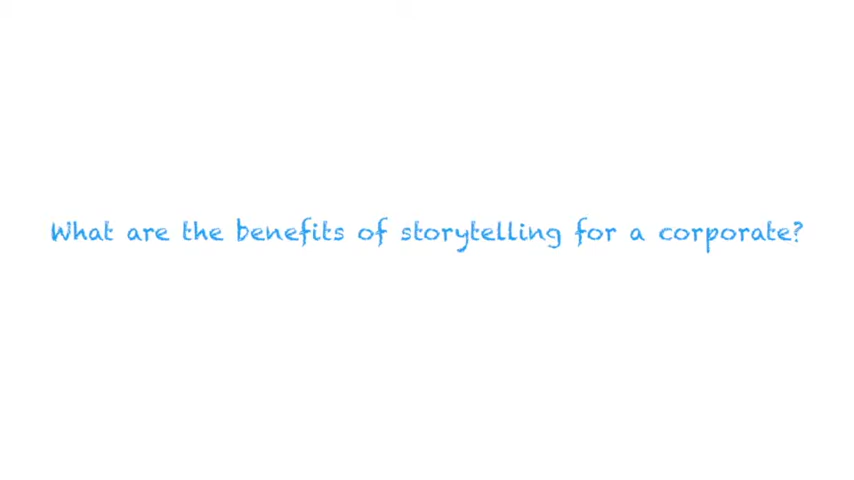 What are the benefits of storytelling for a corporate?